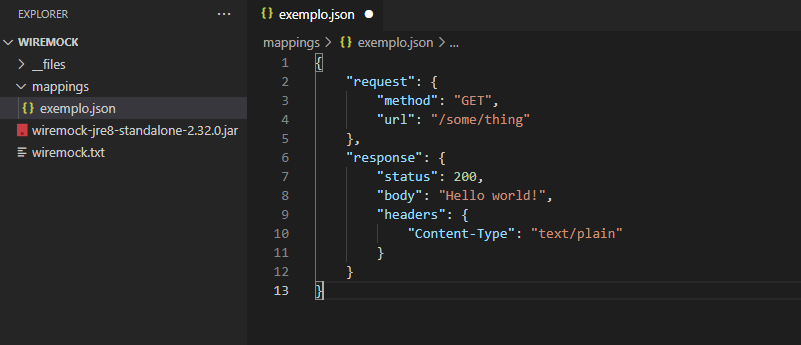 EXPLORER ···
WIREMOCK
__files
mappings
{} exemplo.json
wiremock-jre8-standalone-2.32.0.jar
wiremock.txt
{} exemplo.json ●
mappings > {} exemplo.json > ...
1 {
2 "request": {
3 "method": "GET",
4 "url": "/some/thing"
5 },
6 "response": {
7 "status": 200,
8 "body": "Hello world!",
9 "headers": {
10 "Content-Type": "text/plain"
11 }
12 }
13 }